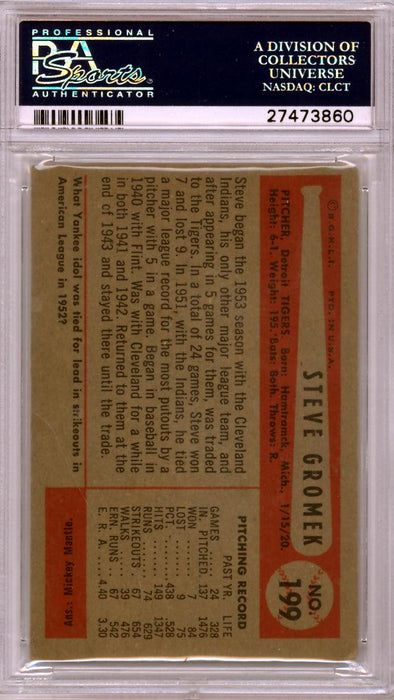 PROFESSIONAL
PSA
Sports
AUTHENTICATOR
A DIVISION OF
COLLECTORS
UNIVERSE
NASDAQ: CLCT
27473860
© B.G.H.L.I. PTD. IN U.S.A.
STEVE GROMEK
NO.
199
PITCHER, Detroit TIGERS. Born: Hamtramck, Mich., 1/15/20.
Height: 6-1. Weight: 195. Bats: Both. Throws: R.
Steve began the 1953 season with the Cleveland
Indians, his only other major league team, and
after appearing in 5 games for them, was traded
to the Tigers. In a total of 24 games, Steve won
7 and lost 9. In 1951, with the Indians, he tied
a major league record for the most putouts by a
pitcher with 5 in a game. Began in baseball in
1940 with Flint. Was with Cleveland for a while
in both 1941 and 1942. Returned to them at the
end of 1943 and stayed there until the trade.
PITCHING RECORD
PAST YR. LIFE
GAMES 24 328
IN. PITCHED 137 1476
WON 7 84
LOST 9 75
PCT. 438 528
HITS 149 1347
RUNS 74 629
STRIKEOUTS 67 654
WALKS 39 476
ERN. RUNS 67 542
E. R. A. 4.40 3.30
What Yankee idol was tied for lead in strikeouts in
American League in 1952?
Ans: Mickey Mantle.